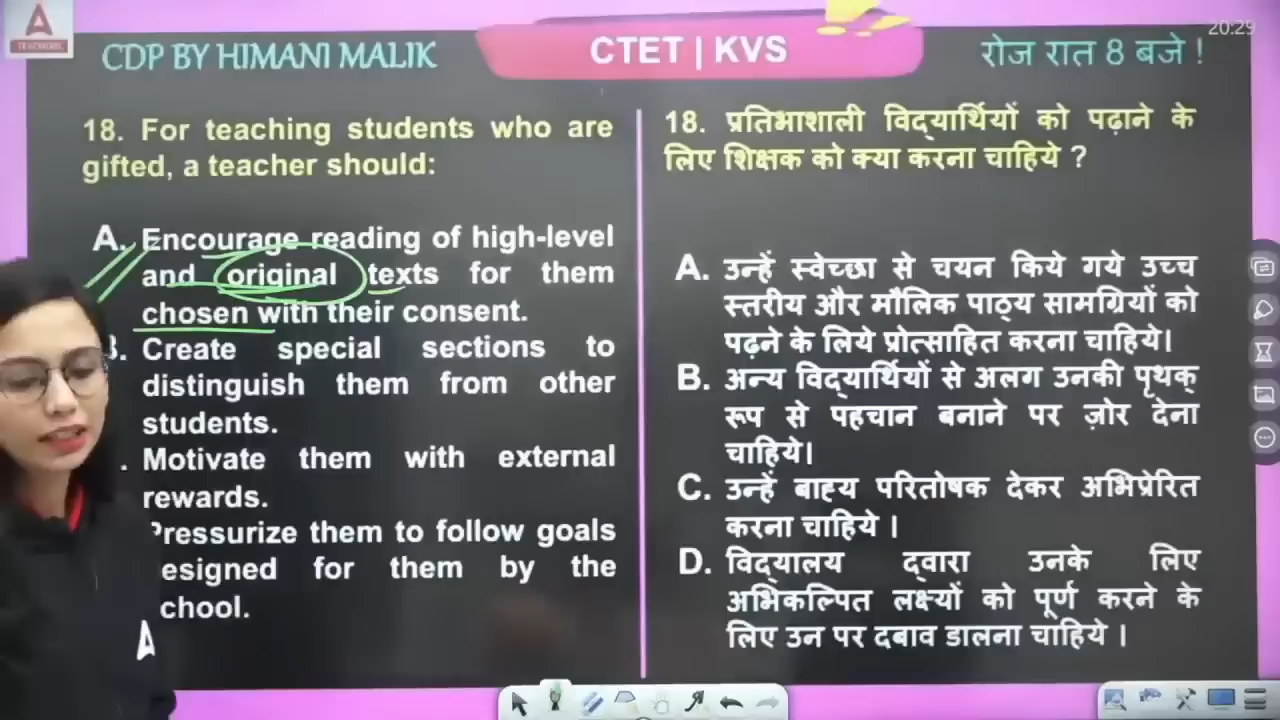 A
TEACHERS
CDP BY HIMANI MALIK
CTET | KVS
रोज रात 8 बजे !
20:29
18. For teaching students who are
gifted, a teacher should:
A. Encourage reading of high-level
and original texts for them
chosen with their consent.
B. Create special sections to
distinguish them from other
students.
. Motivate them with external
rewards.
Pressurize them to follow goals
esigned for them by the
chool.
18. प्रतिभाशाली विद्यार्थियों को पढ़ाने के
लिए शिक्षक को क्या करना चाहिये ?
A. उन्हें स्वेच्छा से चयन किये गये उच्च
स्तरीय और मौलिक पाठ्य सामग्रियों को
पढ़ने के लिये प्रोत्साहित करना चाहिये।
B. अन्य विद्यार्थियों से अलग उनकी पृथक्
रूप से पहचान बनाने पर ज़ोर देना
चाहिये।
C. उन्हें बाह्य परितोषक देकर अभिप्रेरित
करना चाहिये ।
D. विद्यालय द्वारा उनके लिए
अभिकल्पित लक्ष्यों को पूर्ण करने के
लिए उन पर दबाव डालना चाहिये ।